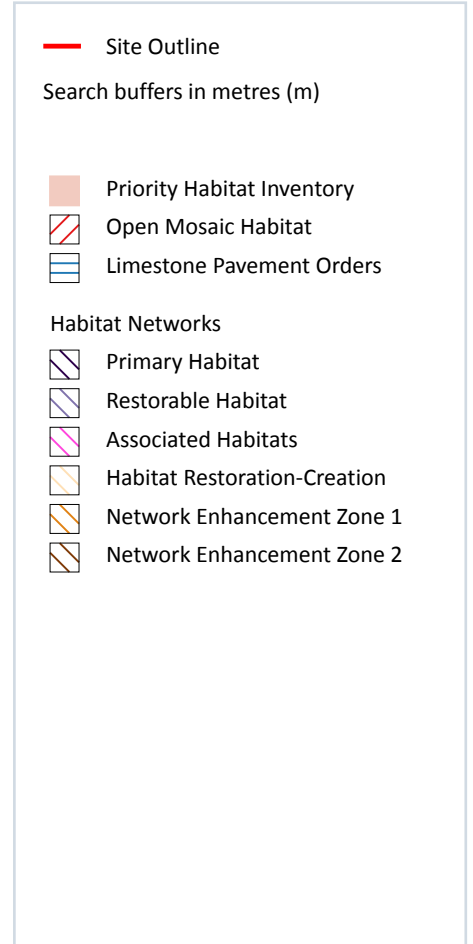 Site Outline
Search buffers in metres (m)
Priority Habitat Inventory
Open Mosaic Habitat
Limestone Pavement Orders
Habitat Networks
Primary Habitat
Restorable Habitat
Associated Habitats
Habitat Restoration-Creation
Network Enhancement Zone 1
Network Enhancement Zone 2